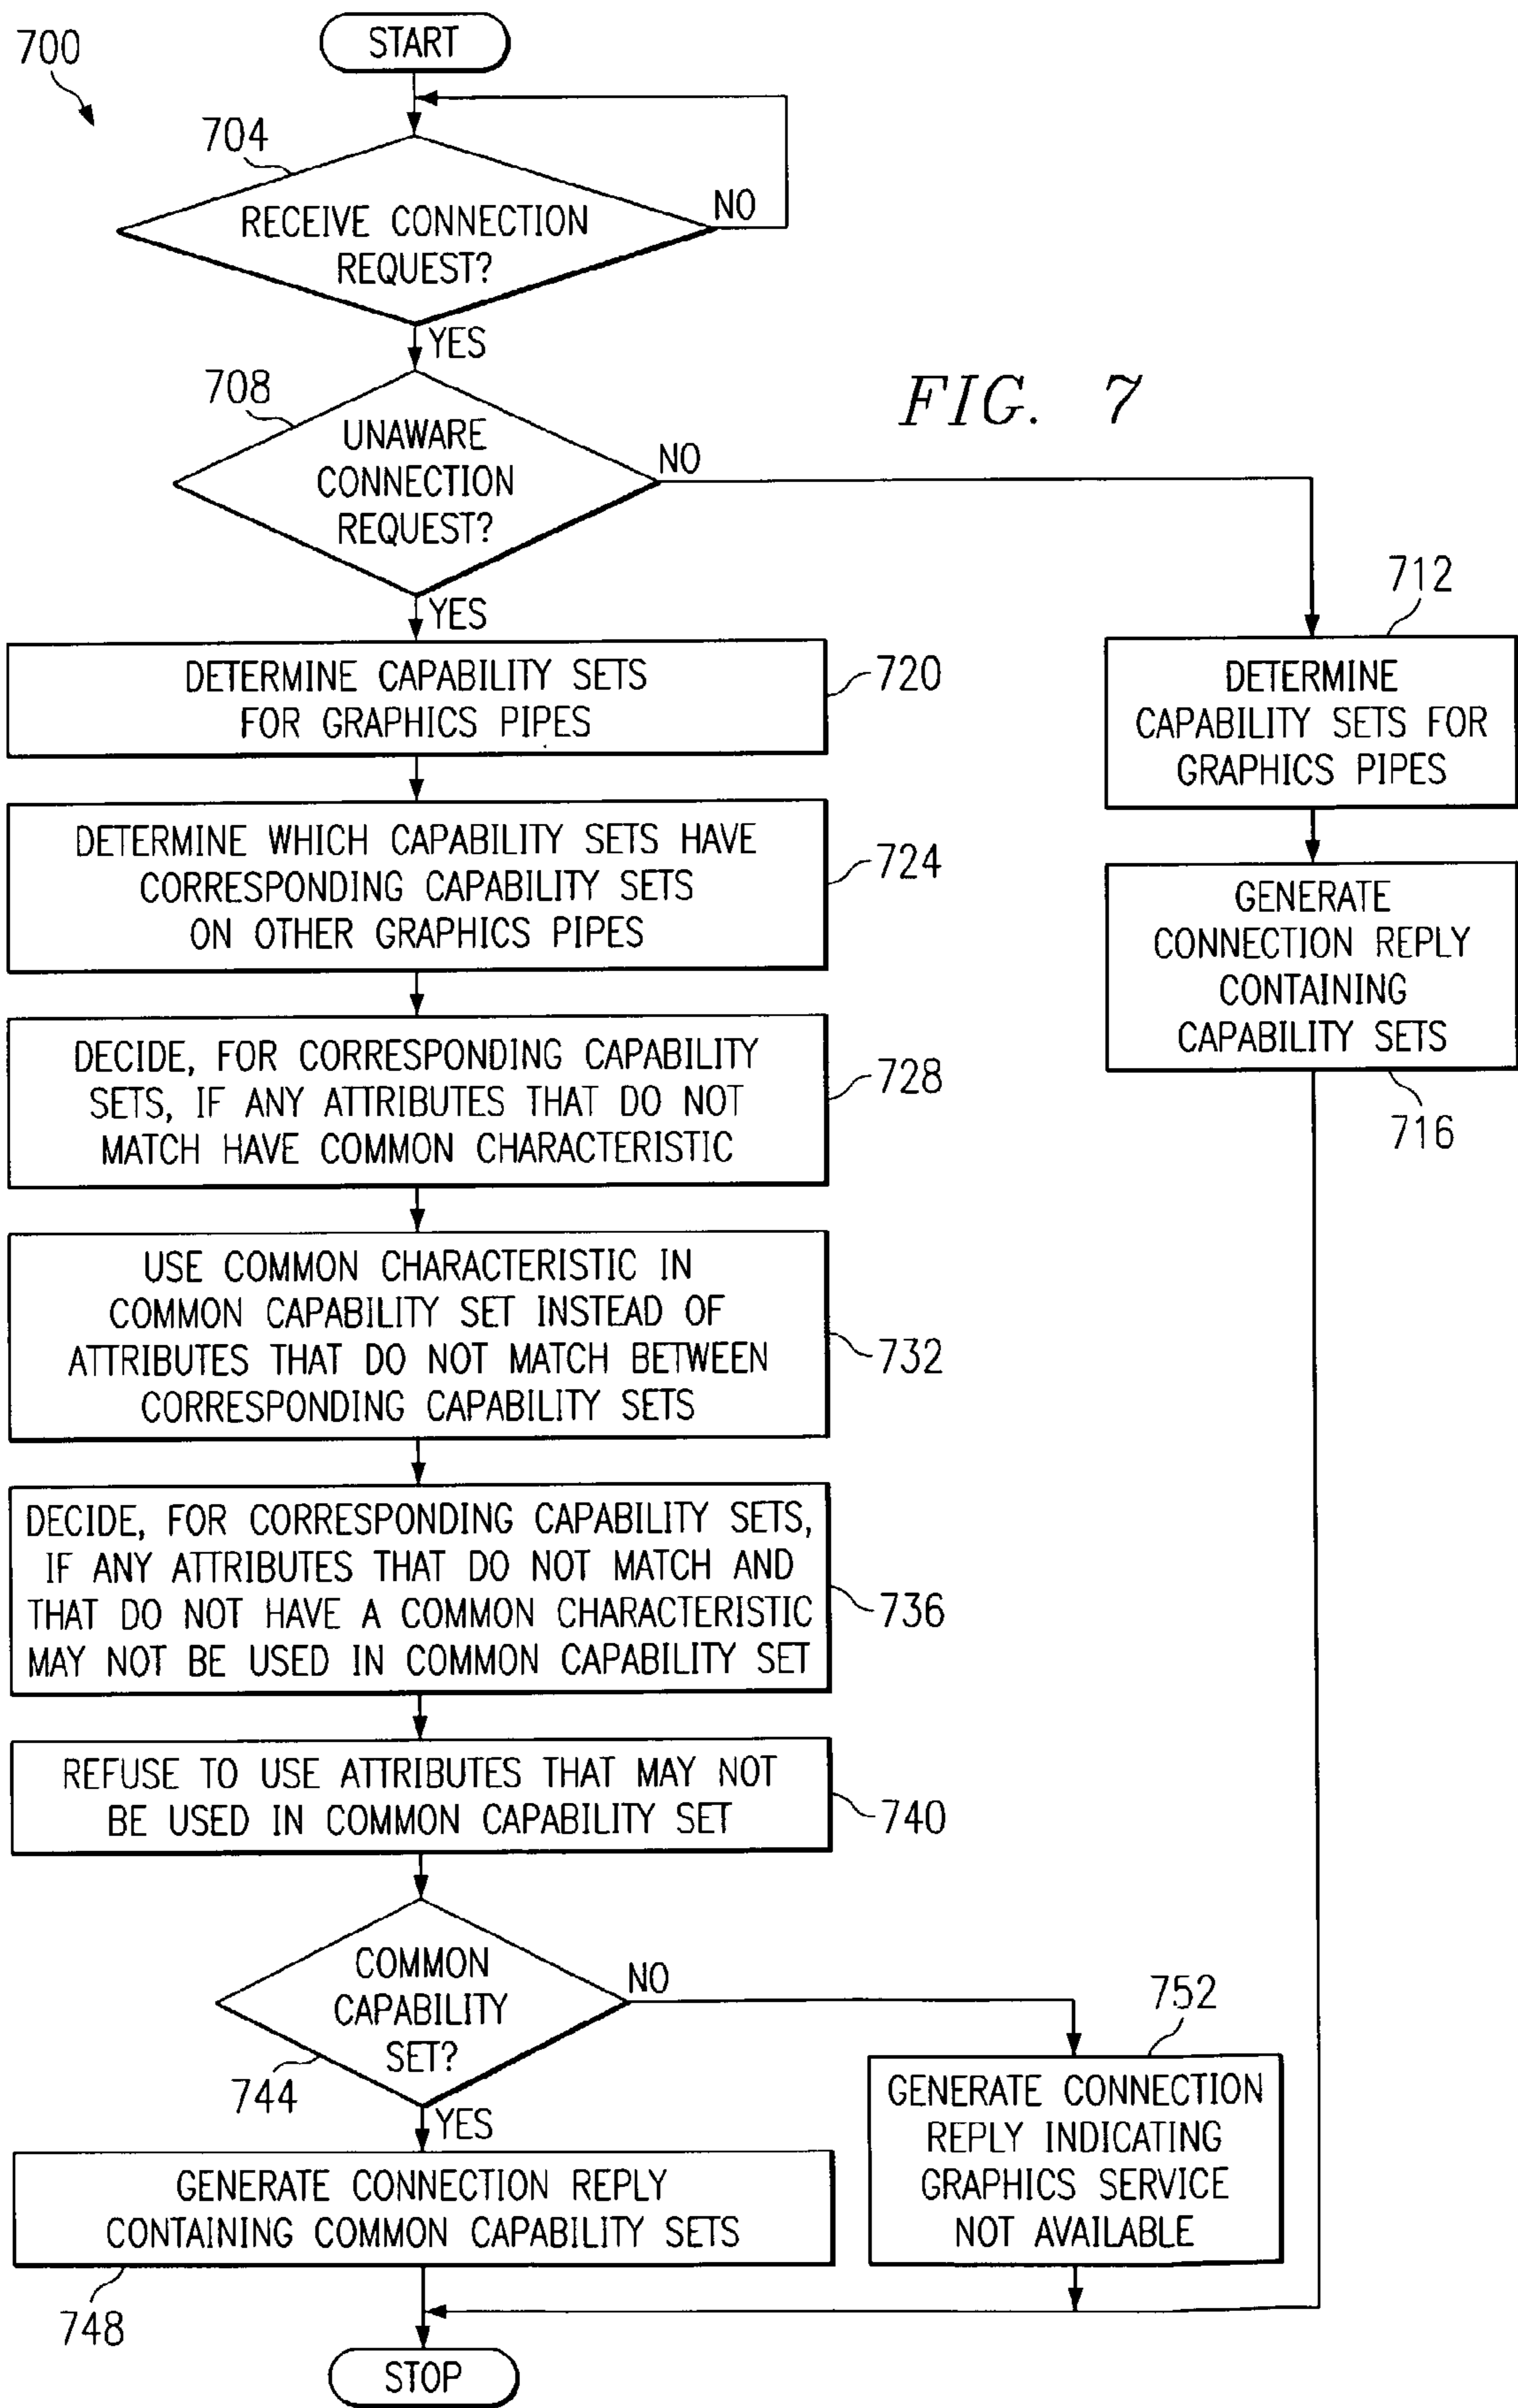 700
START
704
RECEIVE CONNECTION
REQUEST?
NO
YES
FIG. 7
708
UNAWARE
CONNECTION
REQUEST?
NO
YES
712
DETERMINE
CAPABILITY SETS FOR
GRAPHICS PIPES
GENERATE
CONNECTION REPLY
CONTAINING
CAPABILITY SETS
716
DETERMINE CAPABILITY SETS
FOR GRAPHICS PIPES
720
DETERMINE WHICH CAPABILITY SETS HAVE
CORRESPONDING CAPABILITY SETS
ON OTHER GRAPHICS PIPES
724
DECIDE, FOR CORRESPONDING CAPABILITY
SETS, IF ANY ATTRIBUTES THAT DO NOT
MATCH HAVE COMMON CHARACTERISTIC
728
USE COMMON CHARACTERISTIC IN
COMMON CAPABILITY SET INSTEAD OF
ATTRIBUTES THAT DO NOT MATCH BETWEEN
CORRESPONDING CAPABILITY SETS
732
DECIDE, FOR CORRESPONDING CAPABILITY SETS,
IF ANY ATTRIBUTES THAT DO NOT MATCH AND
THAT DO NOT HAVE A COMMON CHARACTERISTIC
MAY NOT BE USED IN COMMON CAPABILITY SET
736
REFUSE TO USE ATTRIBUTES THAT MAY NOT
BE USED IN COMMON CAPABILITY SET
740
COMMON
CAPABILITY
SET?
744
NO
YES
752
GENERATE CONNECTION
REPLY INDICATING
GRAPHICS SERVICE
NOT AVAILABLE
GENERATE CONNECTION REPLY
CONTAINING COMMON CAPABILITY SETS
748
STOP